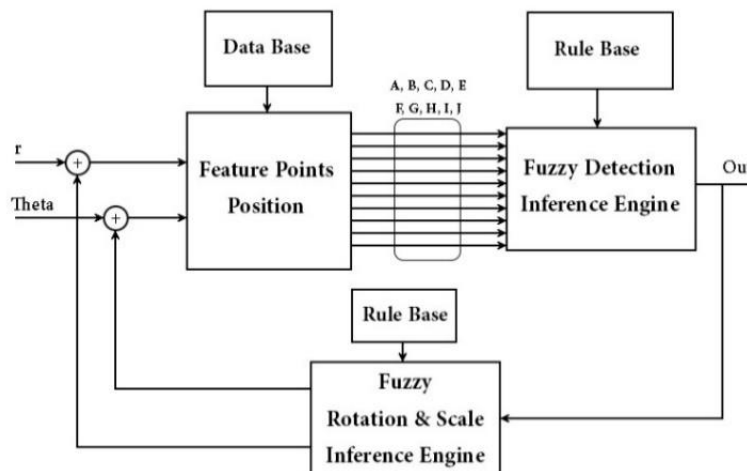 Data Base
Rule Base
A, B, C, D, E
F, G, H, I, J
r
+
Feature Points
Position
Fuzzy Detection
Inference Engine
Ou
Theta
+
Rule Base
Fuzzy
Rotation & Scale
Inference Engine